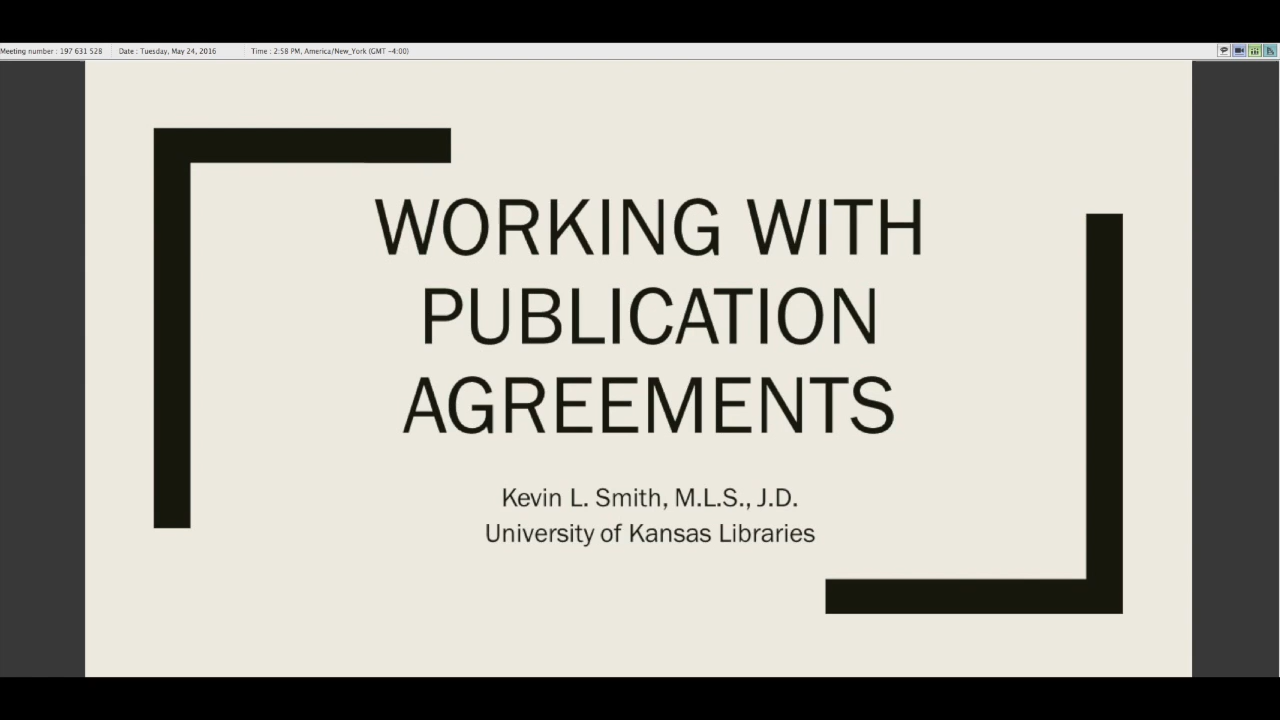 Meeting number : 197 631 528 Date : Tuesday, May 24, 2016 Time : 2:58 PM, America/New_York (GMT -4:00)
WORKING WITH
PUBLICATION
AGREEMENTS
Kevin L. Smith, M.L.S., J.D.
University of Kansas Libraries